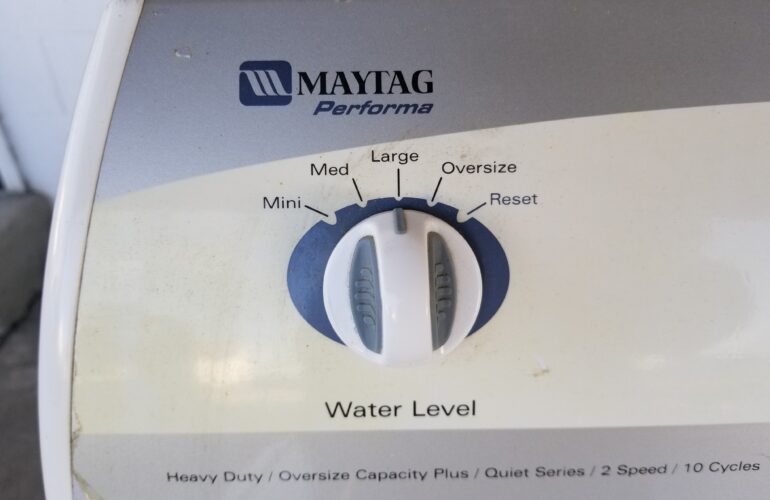 MAYTAG
Performa
Large
Med
Oversize
Mini
Reset
Water Level
Heavy Duty / Oversize Capacity Plus / Quiet Series / 2 Speed / 10 Cycles